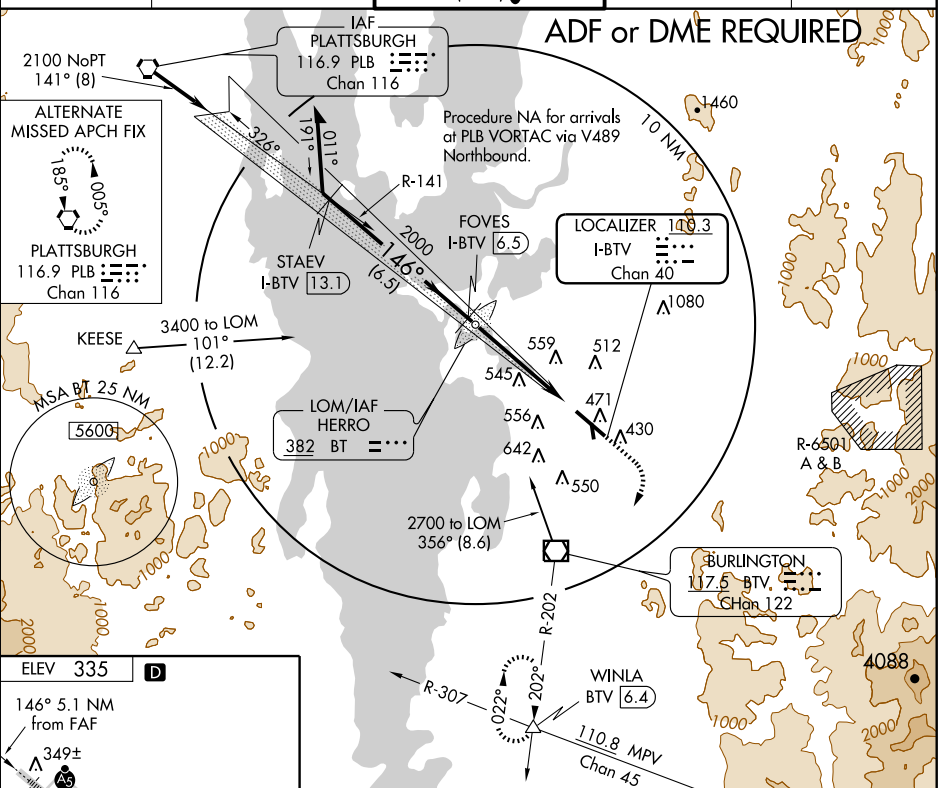 ADF or DME REQUIRED
IAF
PLATTSBURGH
116.9 PLB
Chan 116
2100 NoPT
141° (8)
ALTERNATE
MISSED APCH FIX
185°
005°
PLATTSBURGH
116.9 PLB
Chan 116
326°
191°
011°
R-141
Procedure NA for arrivals
at PLB VORTAC via V489
Northbound.
10 NM
1460
STAEV
I-BTV 13.1
2000
146°
(6.5)
FOVES
I-BTV 6.5
LOCALIZER 110.3
I-BTV
Chan 40
1080
KEESE
3400 to LOM
101°
(12.2)
559
512
545
471
430
556
642
550
1000
R-6501
A & B
1000
2000
MSA BT 25 NM
5600
1000
1000
1000
2000
LOM/IAF
HERRO
382 BT
2700 to LOM
356° (8.6)
BURLINGTON
117.5 BTV
CHan 122
R-202
202°
022°
R-307
WINLA
BTV 6.4
110.8 MPV
Chan 45
4088
1000
2000
ELEV 335
D
146° 5.1 NM
from FAF
349±
A5